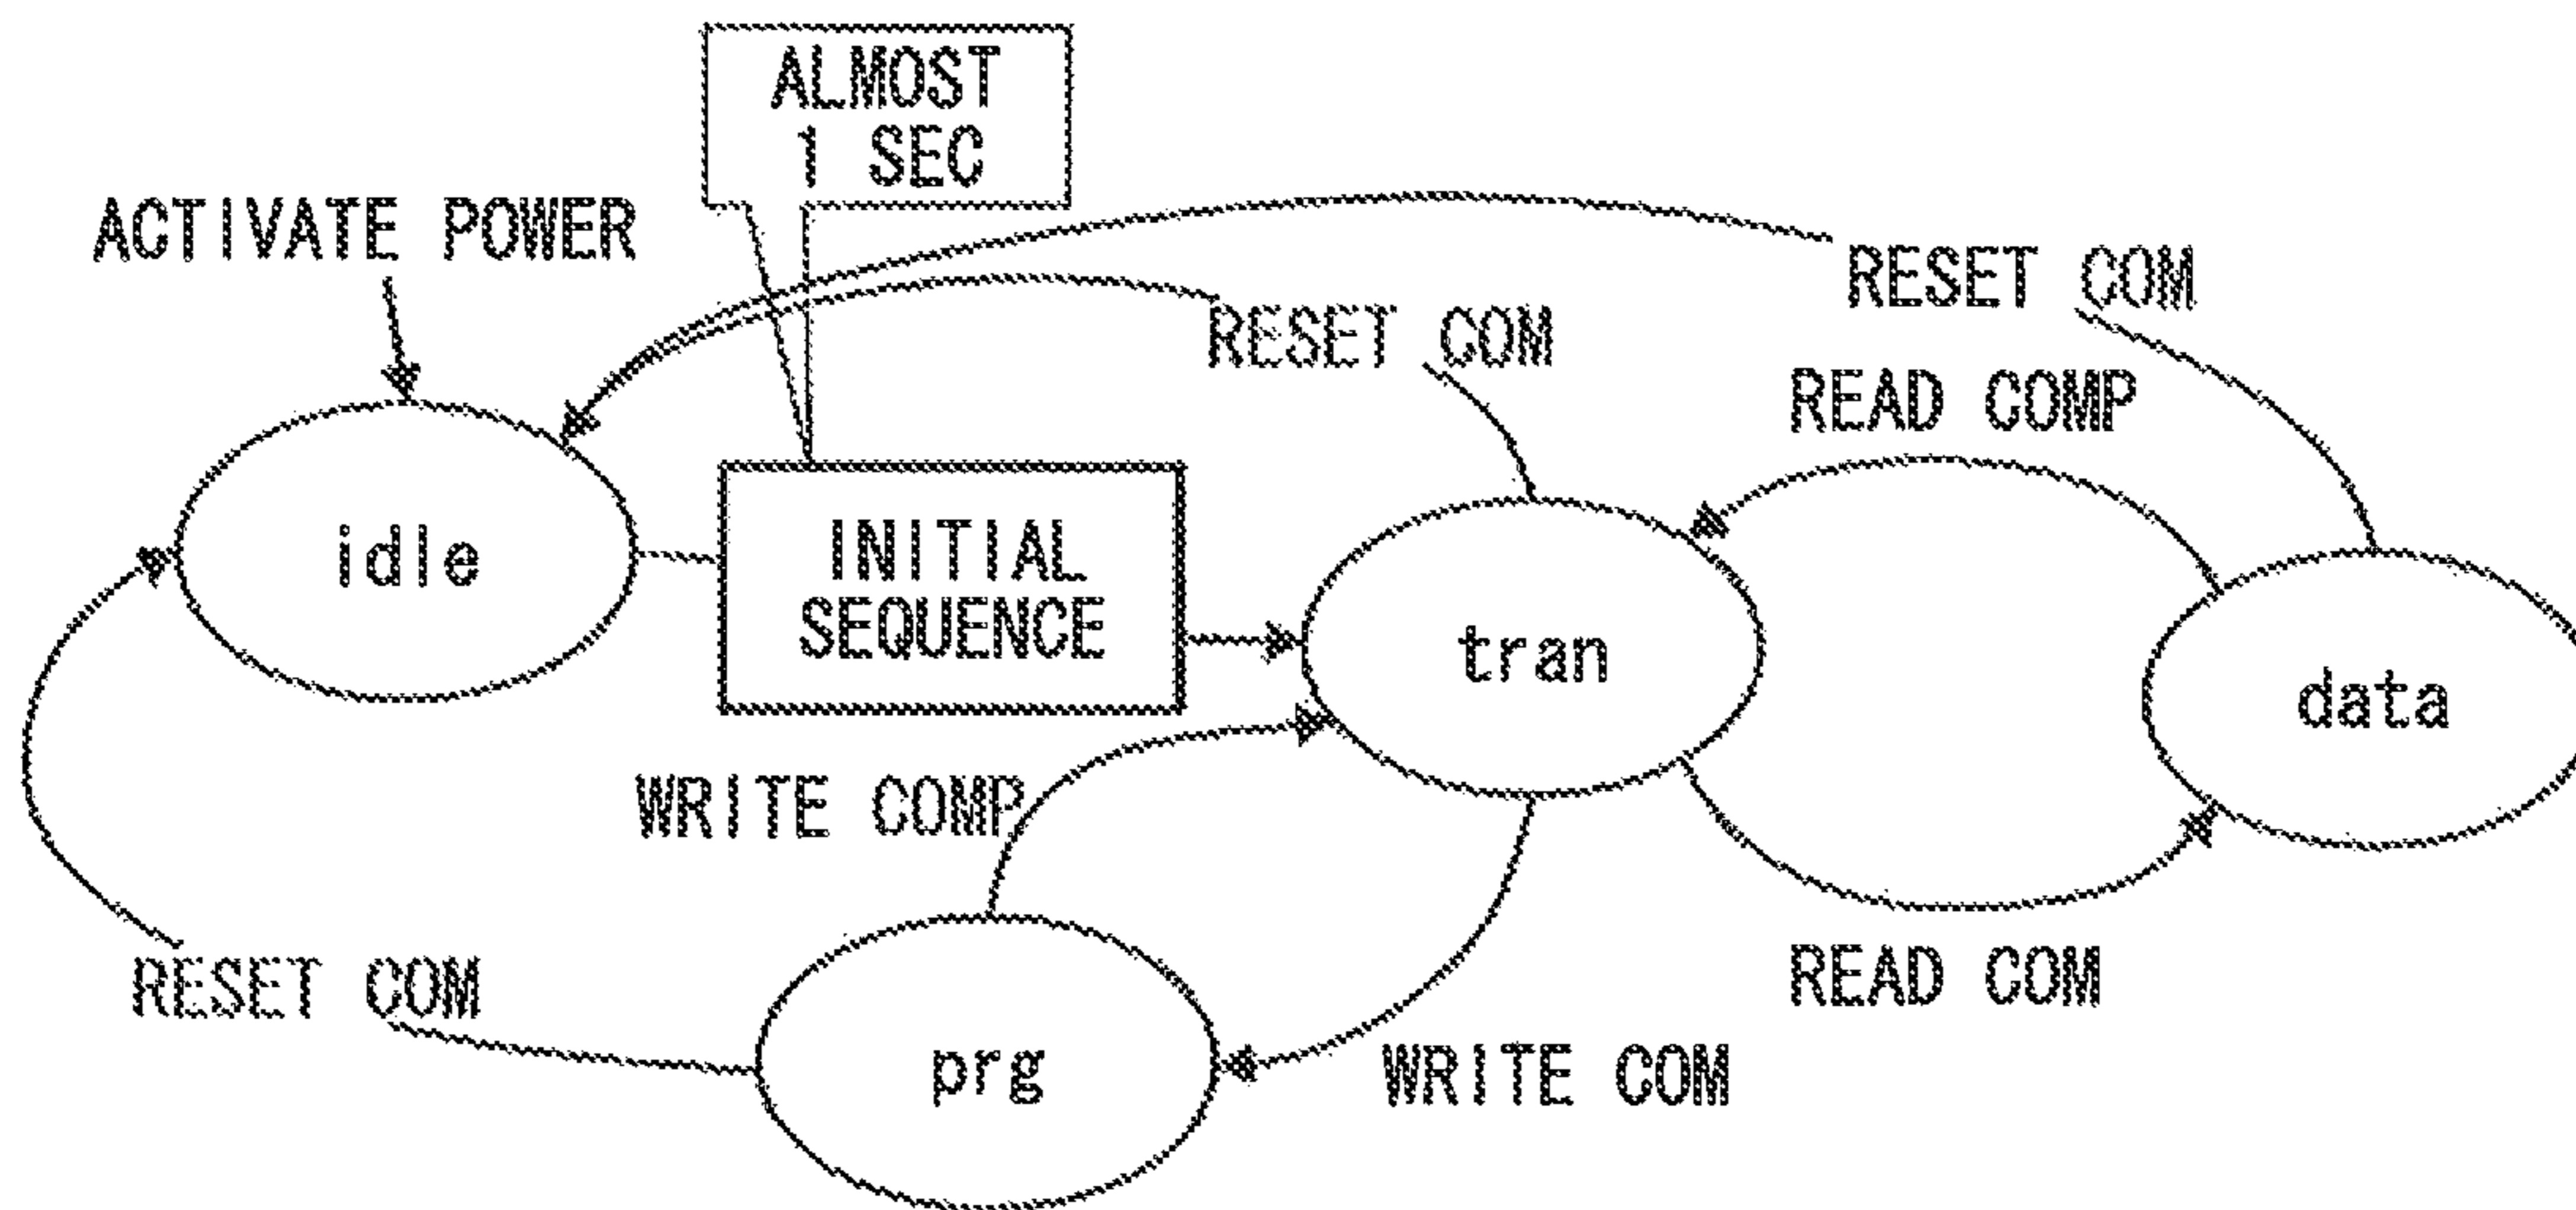 ALMOST
1 SEC
ACTIVATE POWER
RESET COM
RESET COM
READ COMP
idle
INITIAL
SEQUENCE
tran
data
WRITE COMP
RESET COM
READ COM
prg
WRITE COM